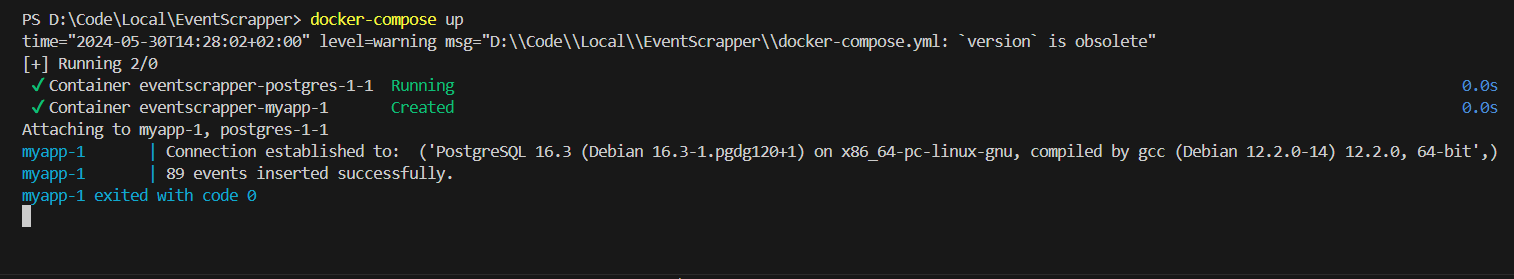 PS D:\Code\Local\EventScrapper> docker-compose up
time="2024-05-30T14:28:02+02:00" level=warning msg="D:\\Code\\Local\\EventScrapper\\docker-compose.yml: `version` is obsolete"
[+] Running 2/0
✓ Container eventscrapper-postgres-1-1 Running 0.0s
✓ Container eventscrapper-myapp-1 Created 0.0s
Attaching to myapp-1, postgres-1-1
myapp-1 | Connection established to: ('PostgreSQL 16.3 (Debian 16.3-1.pgdg120+1) on x86_64-pc-linux-gnu, compiled by gcc (Debian 12.2.0-14) 12.2.0, 64-bit',)
myapp-1 | 89 events inserted successfully.
myapp-1 exited with code 0